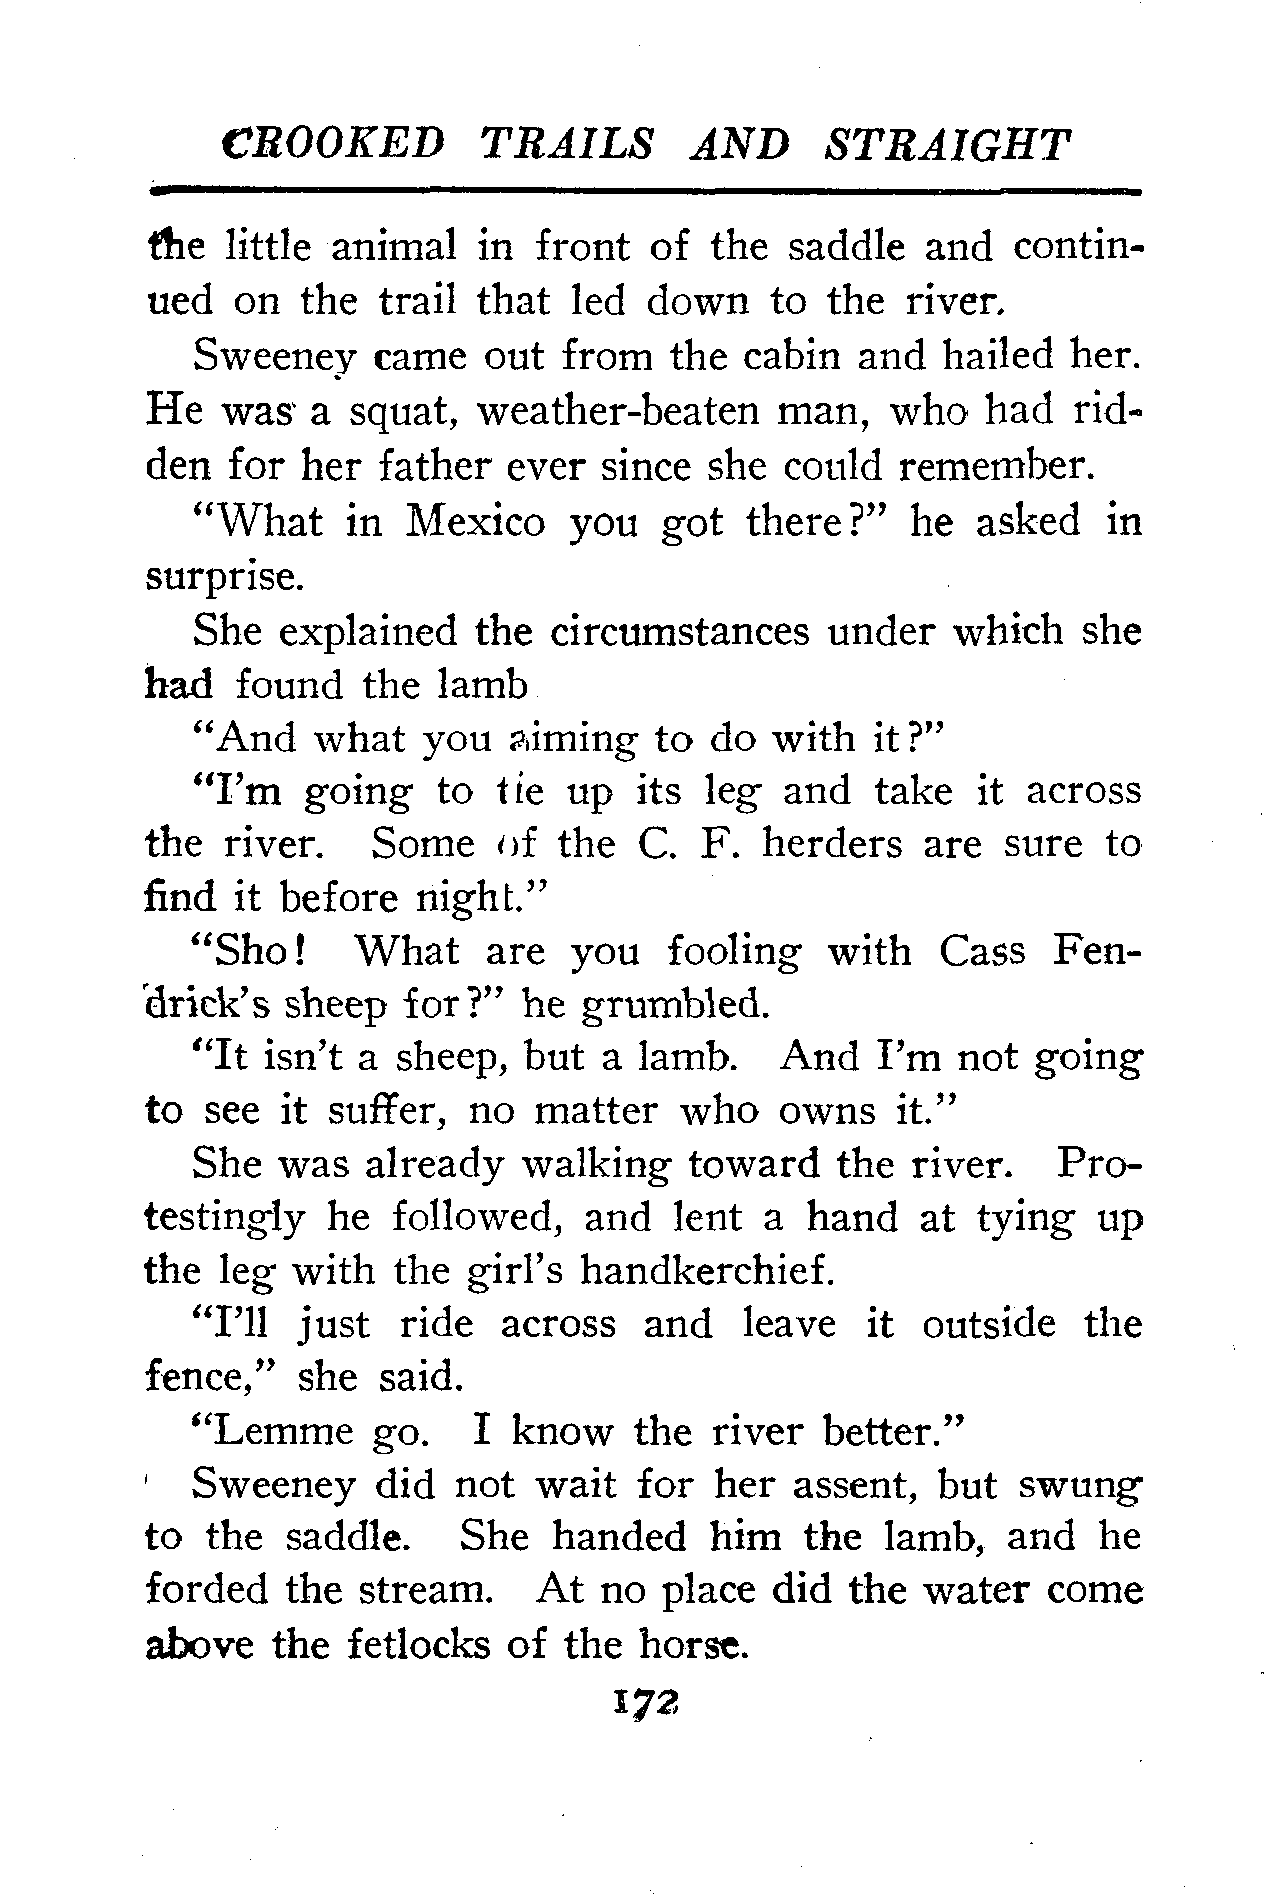 CROOKED TRAILS AND STRAIGHT
the little animal in front of the saddle and contin-
ued on the trail that led down to the river.
Sweeney came out from the cabin and hailed her.
He was a squat, weather-beaten man, who had rid-
den for her father ever since she could remember.
"What in Mexico you got there?" he asked in
surprise.
She explained the circumstances under which she
had found the lamb
"And what you aiming to do with it?"
"I'm going to tie up its leg and take it across
the river. Some of the C. F. herders are sure to
find it before night."
"Sho! What are you fooling with Cass Fen-
drick's sheep for?" he grumbled.
"It isn't a sheep, but a lamb. And I'm not going
to see it suffer, no matter who owns it."
She was already walking toward the river. Pro-
testingly he followed, and lent a hand at tying up
the leg with the girl's handkerchief.
"I'll just ride across and leave it outside the
fence," she said.
"Lemme go. I know the river better."
Sweeney did not wait for her assent, but swung
to the saddle. She handed him the lamb, and he
forded the stream. At no place did the water come
above the fetlocks of the horse.
172